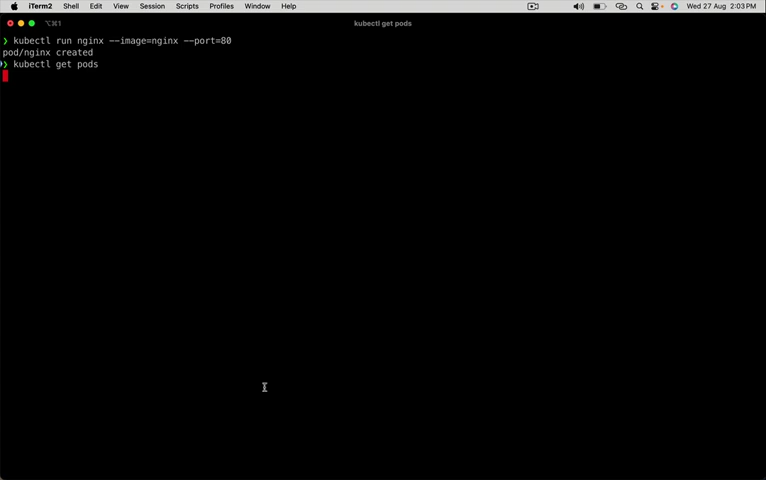 iTerm2 Shell Edit View Session Scripts Profiles Window Help Wed 27 Aug 2:03 PM
⌥⌘1 kubectl get pods
❯ kubectl run nginx --image=nginx --port=80
pod/nginx created
❯ kubectl get pods